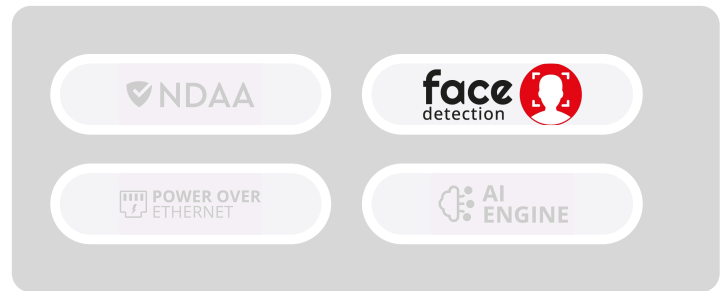 NDAA
face
detection
POWER OVER
ETHERNET
AI
ENGINE